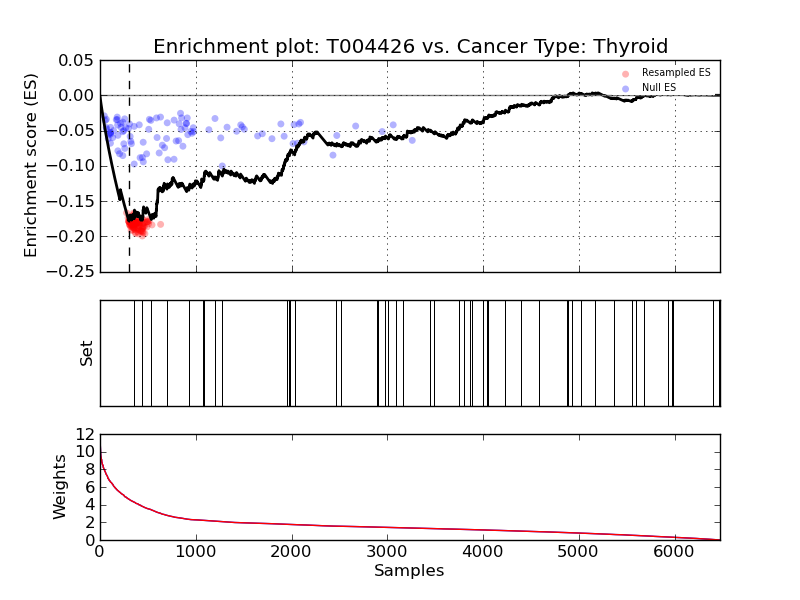 Enrichment plot: T004426 vs. Cancer Type: Thyroid
Enrichment score (ES)
0.05
0.00
−0.05
−0.10
−0.15
−0.20
−0.25
Resampled ES
Null ES
Set
Weights
12
10
8
6
4
2
0
0 1000 2000 3000 4000 5000 6000
Samples